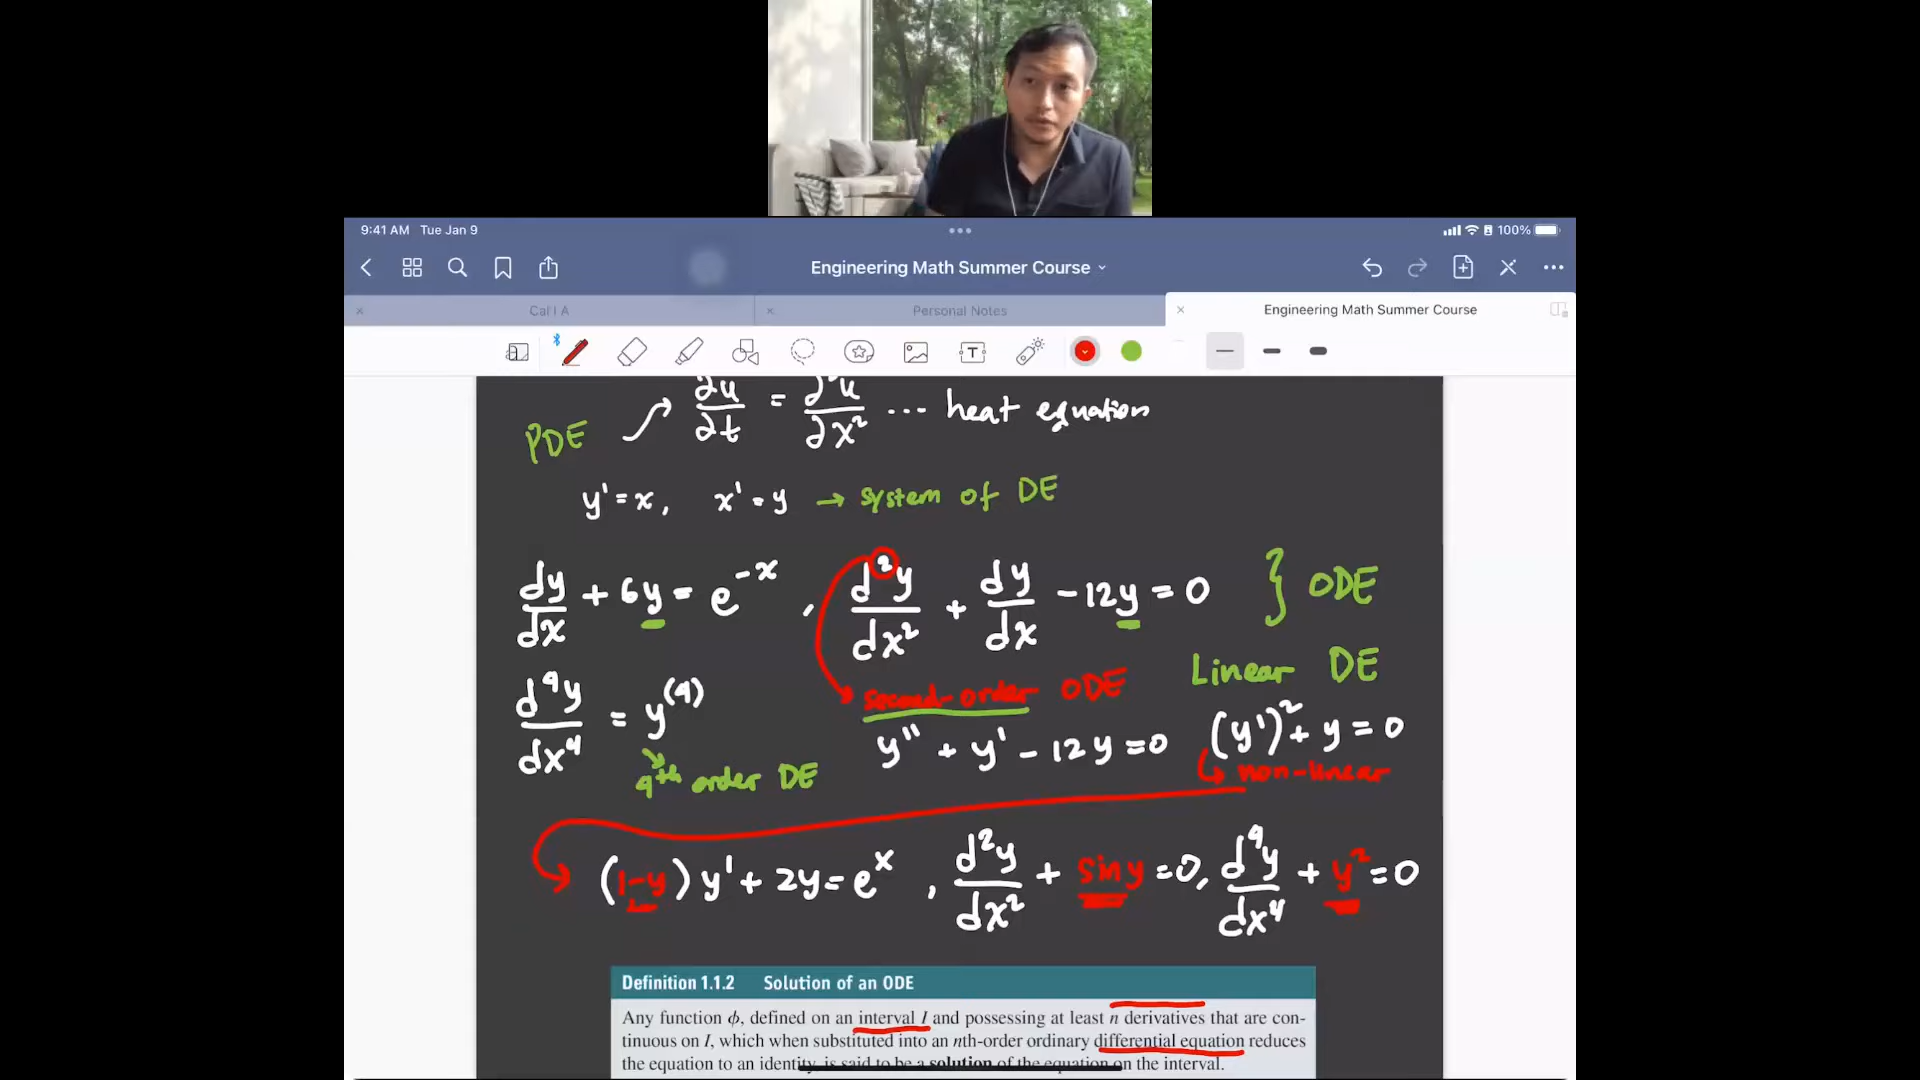 9:41 AM Tue Jan 9
100%
Engineering Math Summer Course
Cal I A
Personal Notes
Engineering Math Summer Course
PDE ∂u/∂t = ∂²u/∂x² ... heat equation
y' = x, x' = y → system of DE
dy/dx + 6y = e^{-x}, d²y/dx² + dy/dx - 12y = 0 } ODE
Linear DE
second-order ODE
d⁴y/dx⁴ = y^{(4)}
y'' + y' - 12y = 0
(y')² + y = 0
non-linear
4th order DE
(1-y)y' + 2y = e^x, d²y/dx² + sin y = 0, d⁴y/dx⁴ + y² = 0
Definition 1.1.2 Solution of an ODE
Any function ϕ, defined on an interval I and possessing at least n derivatives that are con-
tinuous on I, which when substituted into an nth-order ordinary differential equation reduces
the equation to an identity, is said to be a solution of the equation on the interval.